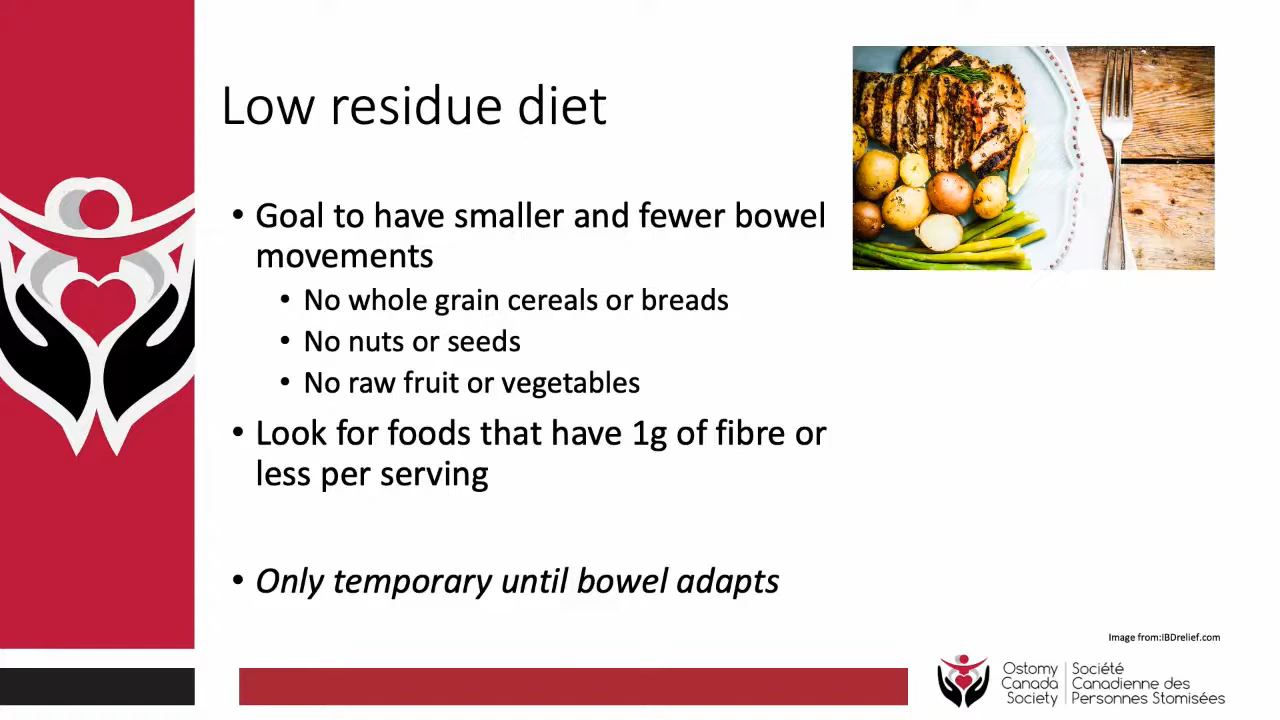 Low residue diet
• Goal to have smaller and fewer bowel
movements
• No whole grain cereals or breads
• No nuts or seeds
• No raw fruit or vegetables
• Look for foods that have 1g of fibre or
less per serving
• Only temporary until bowel adapts
Image from:IBDrelief.com
Ostomy
Canada
Society
Société
Canadienne des
Personnes Stomisées